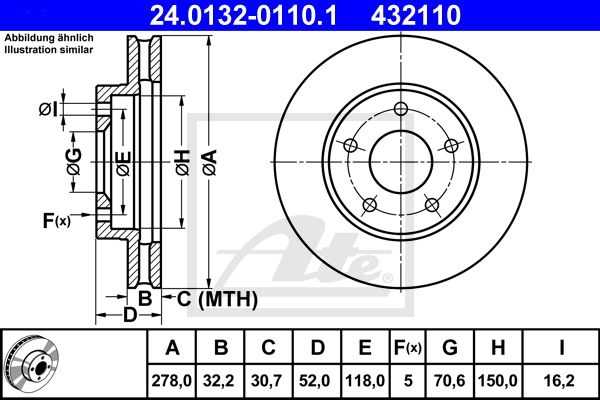 24.0132-0110.1 432110
Abbildung ähnlich
Illustration similar
ØI
ØG
ØE
ØH
ØA
F(x)
B
C (MTH)
D
Ate
®
A B C D E F(x) G H I
278,0 32,2 30,7 52,0 118,0 5 70,6 150,0 16,2